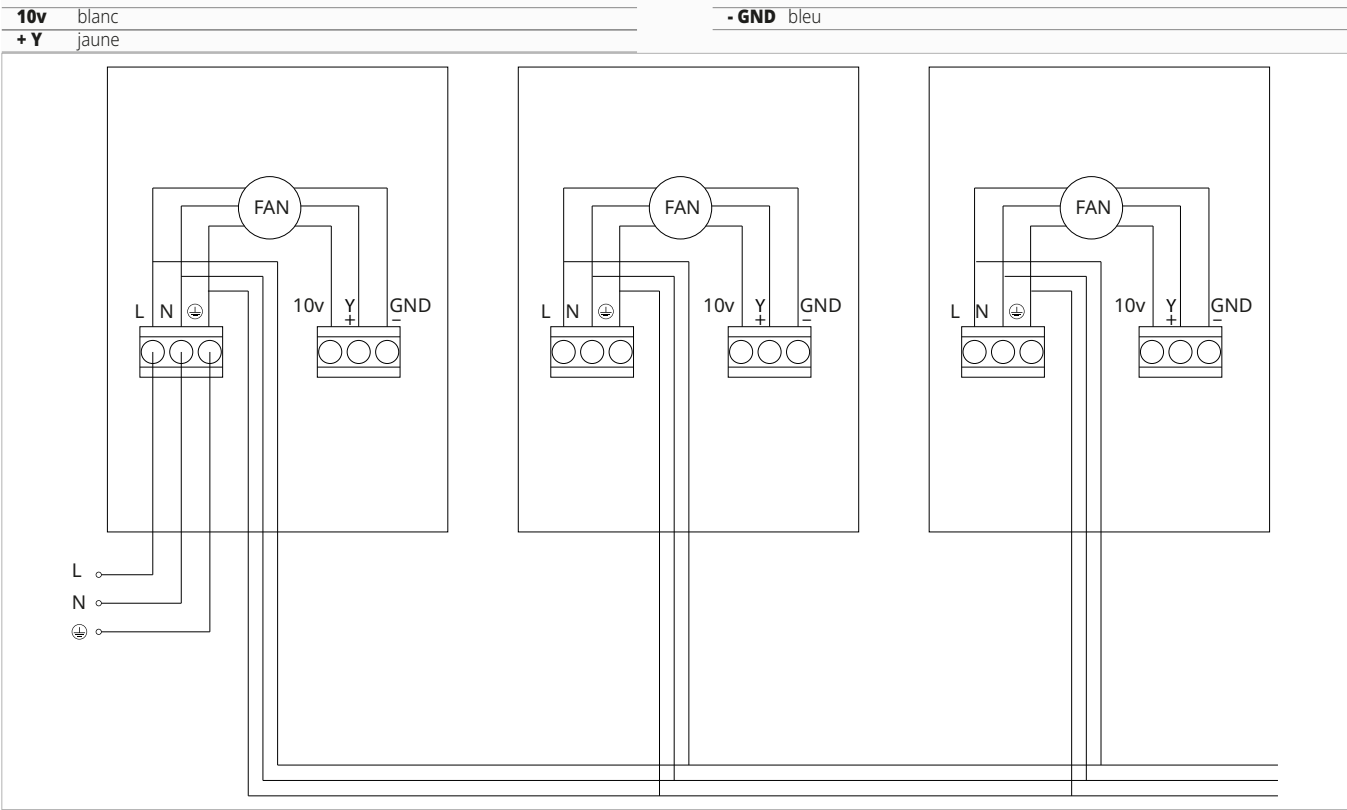 10v blanc
- GND bleu
+ Y jaune
FAN FAN FAN
L N 10v Y GND L N 10v Y GND L N 10v Y GND
+ − + − + −
L
N